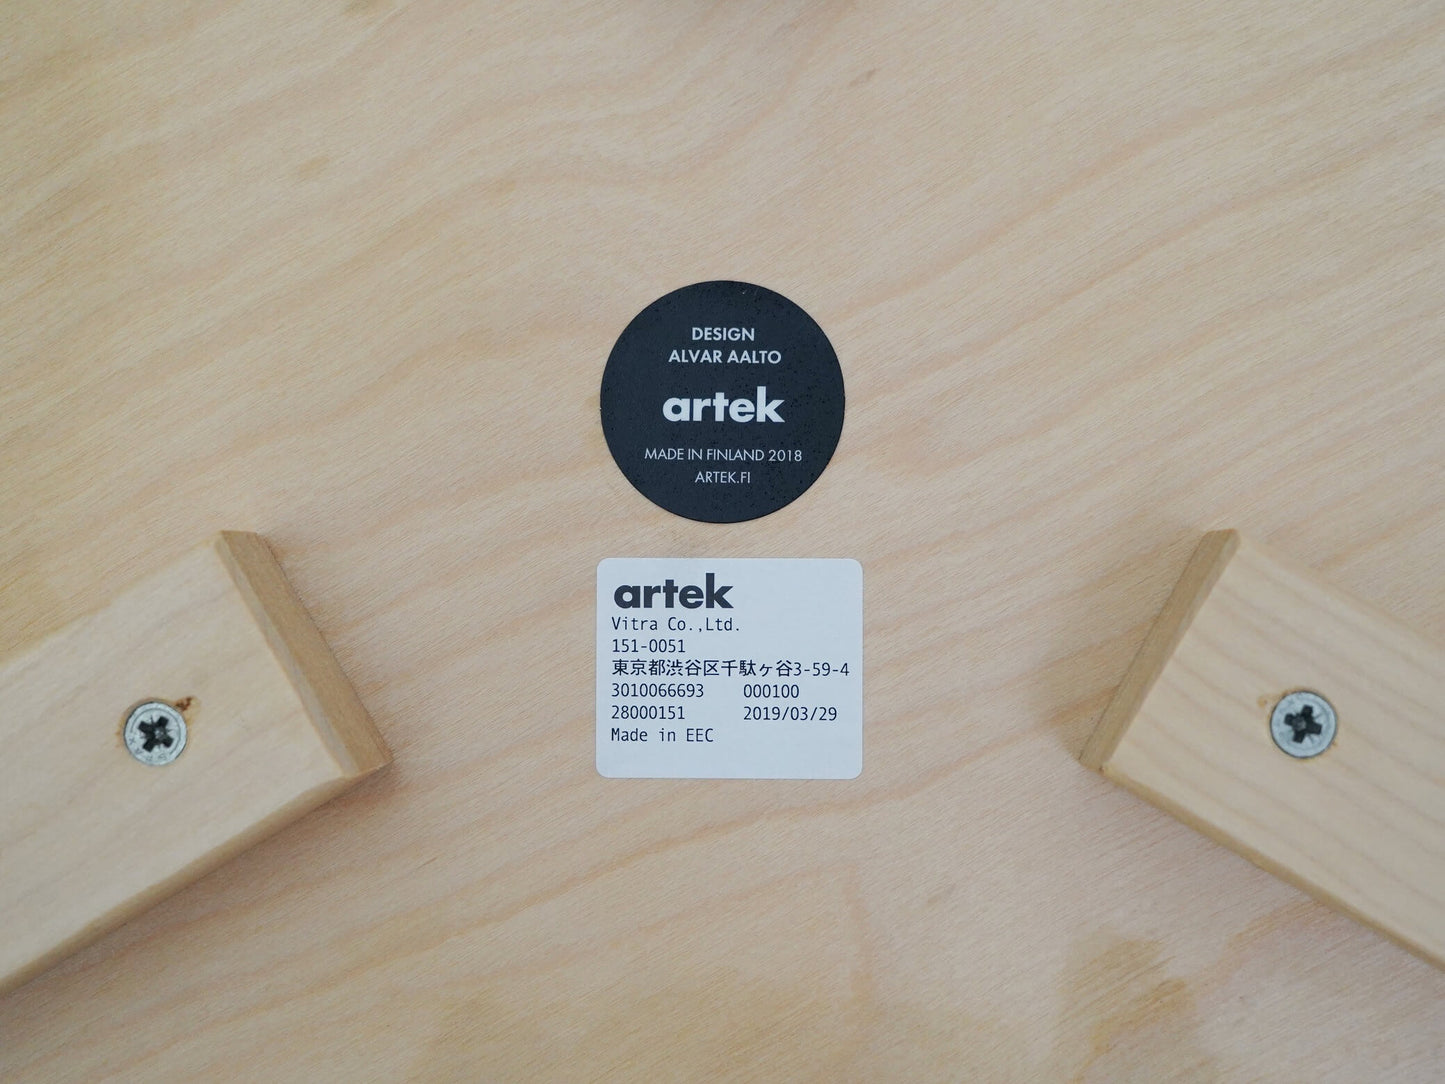 DESIGN
ALVAR AALTO
artek
MADE IN FINLAND 2018
ARTEK.FI
artek
Vitra Co.,Ltd.
151-0051
東京都渋谷区千駄ヶ谷3-59-4
3010066693 000100
28000151 2019/03/29
Made in EEC